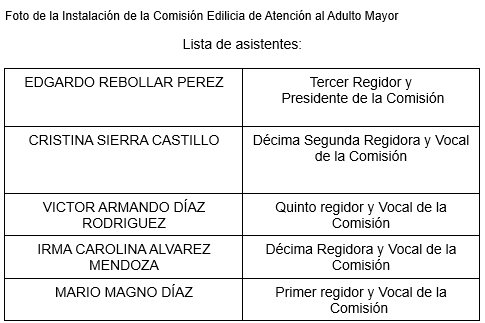 Foto de la Instalación de la Comisión Edilicia de Atención al Adulto Mayor
Lista de asistentes:
EDGARDO REBOLLAR PEREZ
Tercer Regidor y
Presidente de la Comisión
CRISTINA SIERRA CASTILLO
Décima Segunda Regidora y Vocal
de la Comisión
VICTOR ARMANDO DÍAZ
RODRIGUEZ
Quinto regidor y Vocal de la
Comisión
IRMA CAROLINA ALVAREZ
MENDOZA
Décima Regidora y Vocal de la
Comisión
MARIO MAGNO DÍAZ
Primer regidor y Vocal de la
Comisión